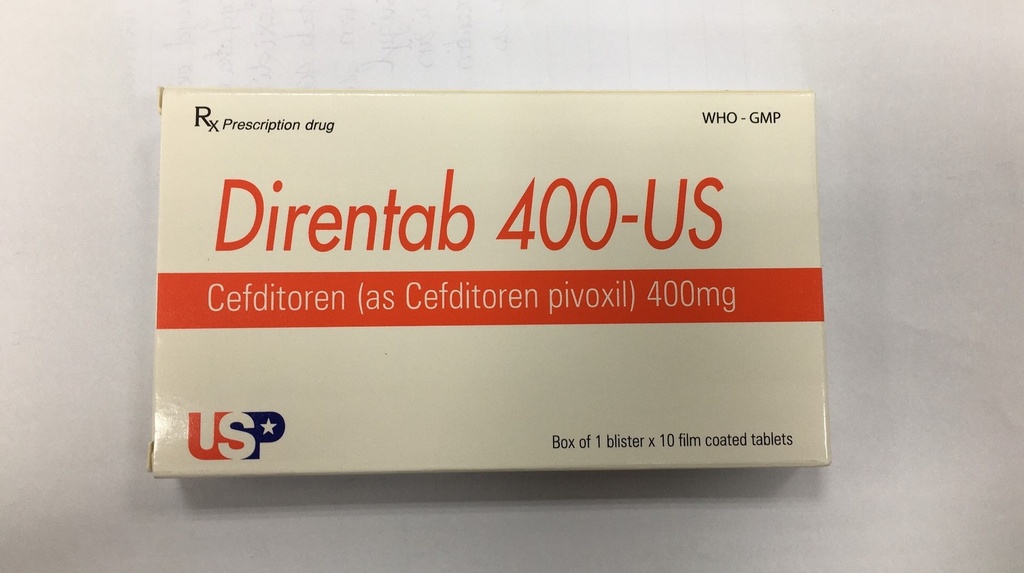 Rx Prescription drug
WHO - GMP
Direntab 400-US
Cefditoren (as Cefditoren pivoxil) 400mg
USP
Box of 1 blister x 10 film coated tablets